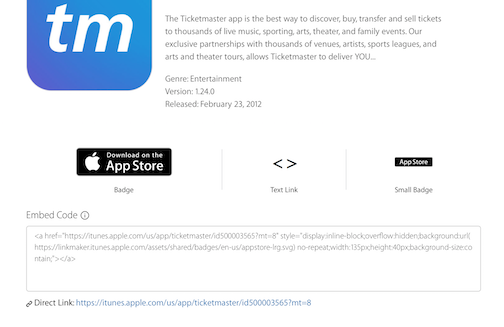 tm
The Ticketmaster app is the best way to discover, buy, transfer and sell tickets
to thousands of live music, sporting, arts, theater, and family events. Our
exclusive partnerships with thousands of venues, artists, sports leagues, and
arts and theater tours, allows Ticketmaster to deliver YOU...
Genre: Entertainment
Version: 1.24.0
Released: February 23, 2012
Download on the
App Store
< >
App Store
Badge
Text Link
Small Badge
Embed Code
<a href="https://itunes.apple.com/us/app/ticketmaster/id500003565?mt=8" style="display:inline-block;overflow:hidden;background:url(
https://linkmaker.itunes.apple.com/assets/shared/badges/en-us/appstore-lrg.svg) no-repeat;width:135px;height:40px;background-size:co
ntain;"></a>
Direct Link: https://itunes.apple.com/us/app/ticketmaster/id500003565?mt=8